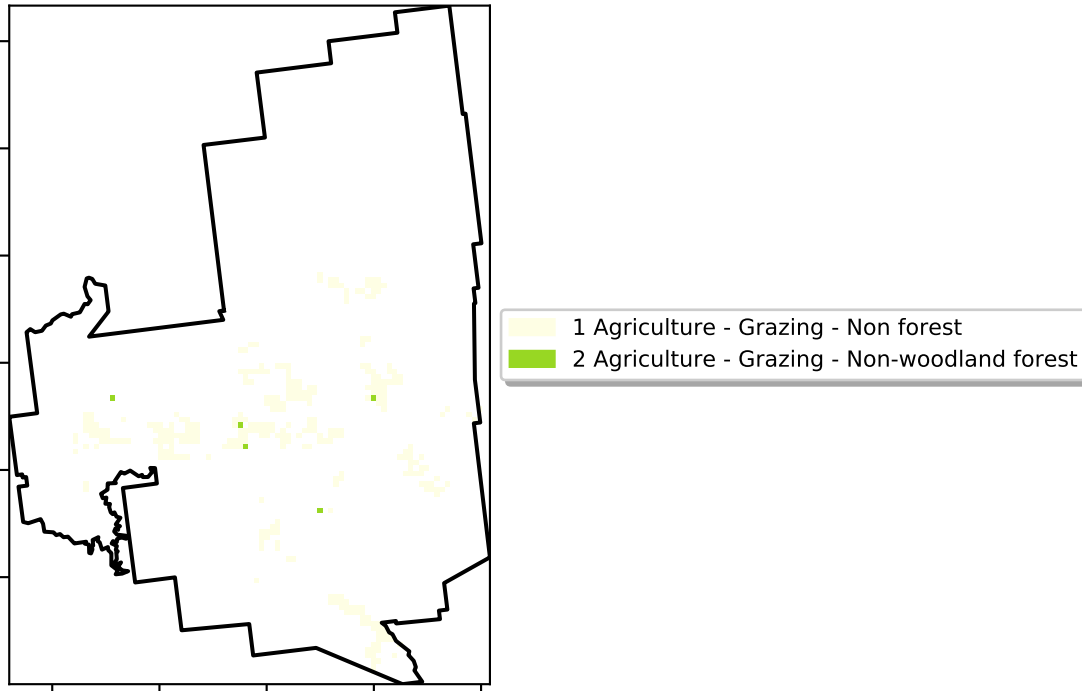 1 Agriculture - Grazing - Non forest
2 Agriculture - Grazing - Non-woodland forest